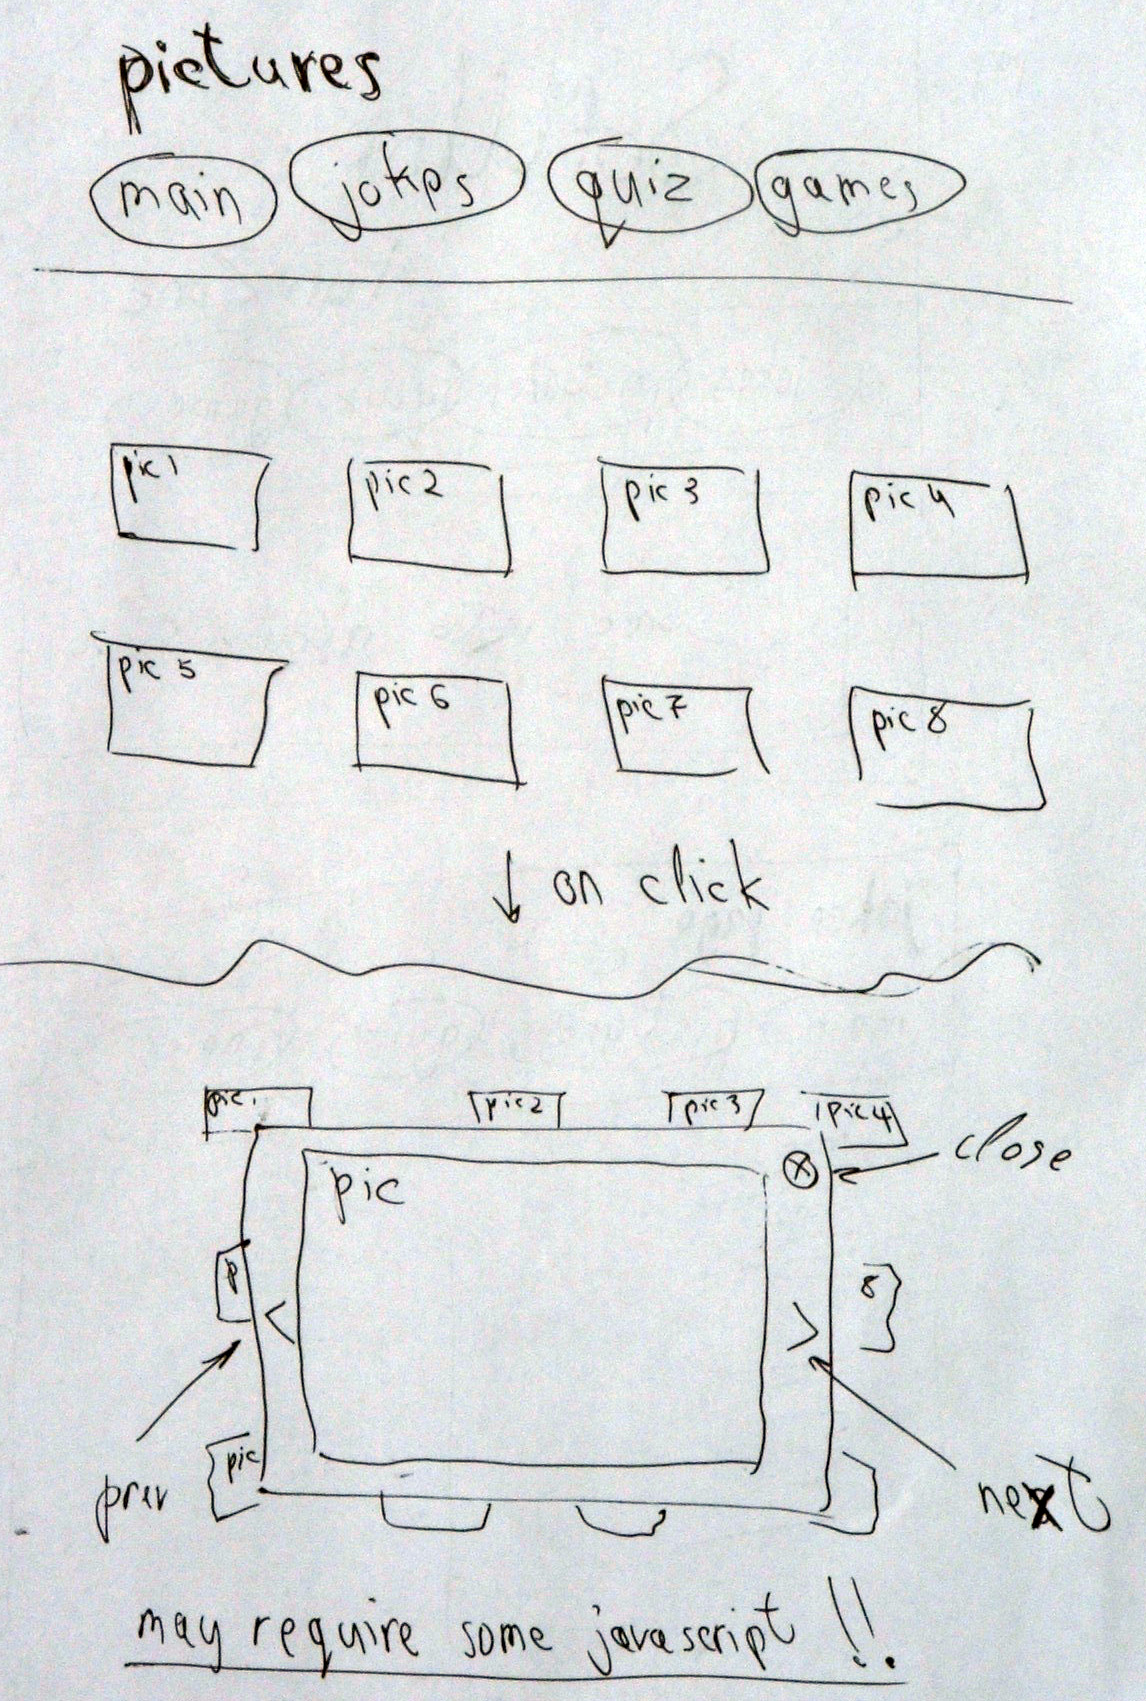 pictures
main jokes quiz games
pic 1 pic 2 pic 3 pic 4
pic 5 pic 6 pic 7 pic 8
↓ on click
pic. pic 2 pic 3 pic 4
close
pic X
p < > 8
pic
prev next
may require some javascript !!